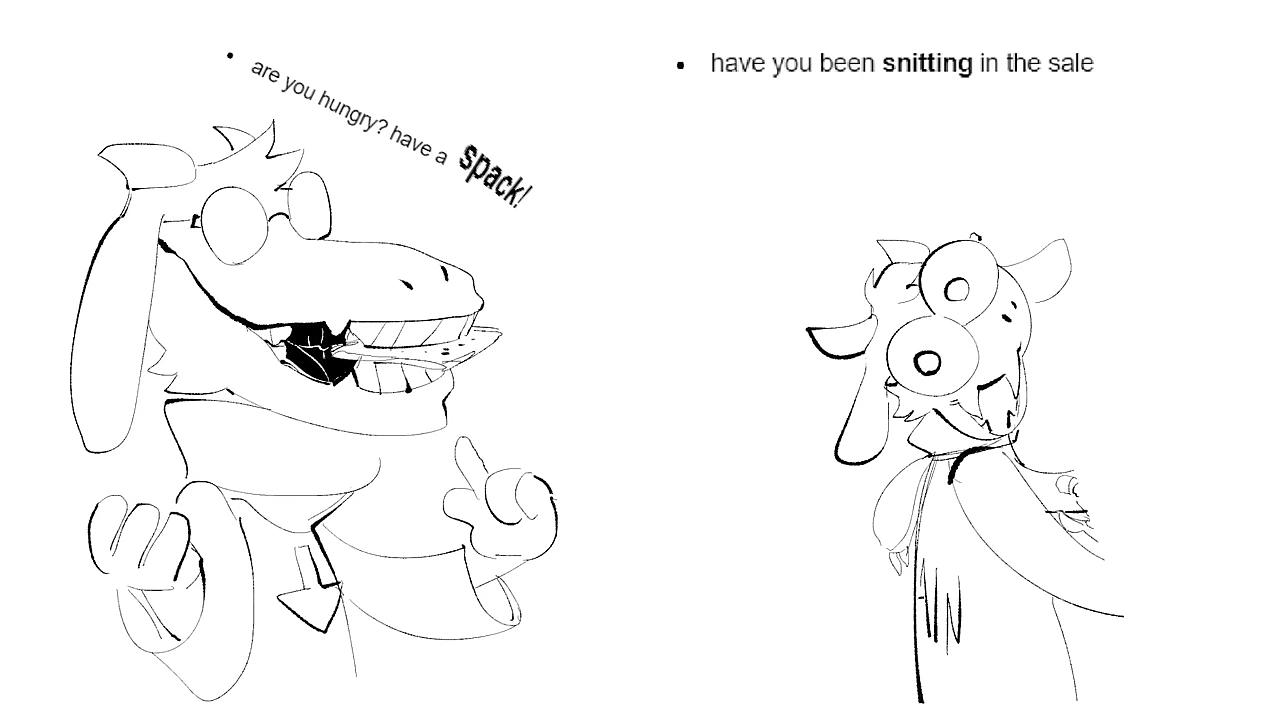 • are you hungry? have a spack!
• have you been snitting in the sale